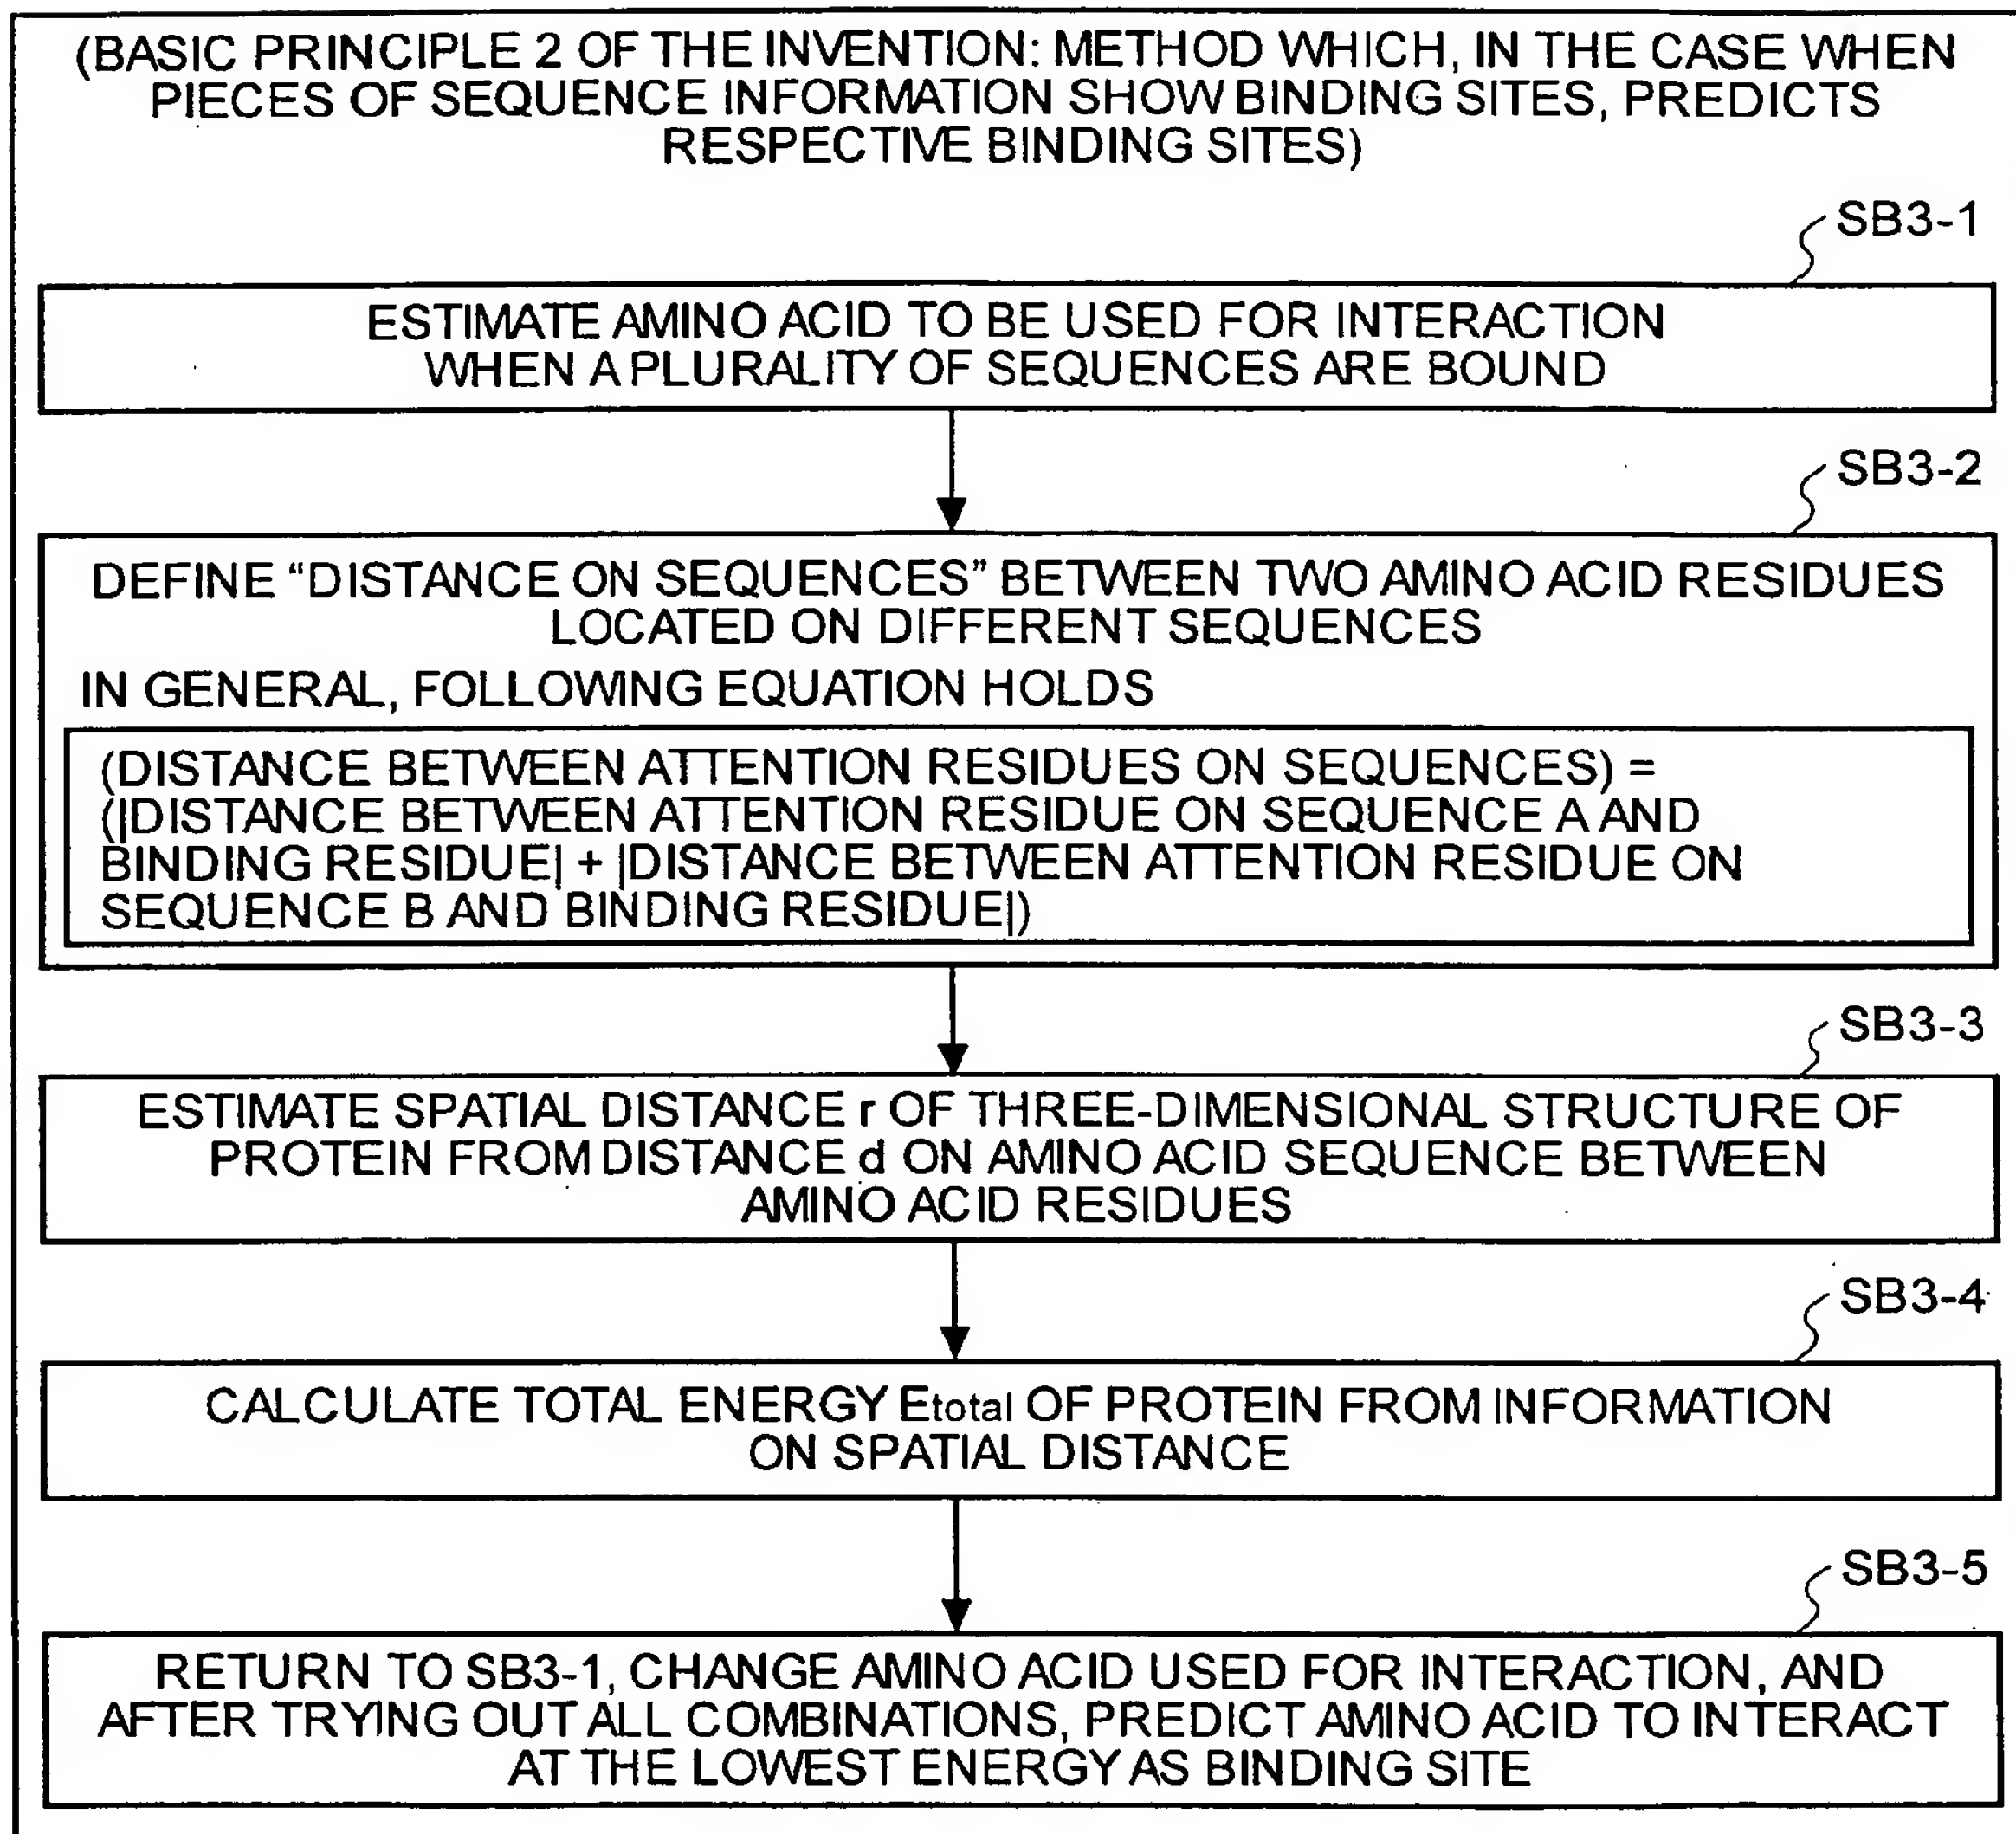 (BASIC PRINCIPLE 2 OF THE INVENTION: METHOD WHICH, IN THE CASE WHEN
PIECES OF SEQUENCE INFORMATION SHOW BINDING SITES, PREDICTS
RESPECTIVE BINDING SITES)
SB3-1
ESTIMATE AMINO ACID TO BE USED FOR INTERACTION
WHEN A PLURALITY OF SEQUENCES ARE BOUND
SB3-2
DEFINE “DISTANCE ON SEQUENCES” BETWEEN TWO AMINO ACID RESIDUES
LOCATED ON DIFFERENT SEQUENCES
IN GENERAL, FOLLOWING EQUATION HOLDS
(DISTANCE BETWEEN ATTENTION RESIDUES ON SEQUENCES) =
(|DISTANCE BETWEEN ATTENTION RESIDUE ON SEQUENCE A AND
BINDING RESIDUE| + |DISTANCE BETWEEN ATTENTION RESIDUE ON
SEQUENCE B AND BINDING RESIDUE|)
SB3-3
ESTIMATE SPATIAL DISTANCE r OF THREE-DIMENSIONAL STRUCTURE OF
PROTEIN FROM DISTANCE d ON AMINO ACID SEQUENCE BETWEEN
AMINO ACID RESIDUES
SB3-4
CALCULATE TOTAL ENERGY Etotal OF PROTEIN FROM INFORMATION
ON SPATIAL DISTANCE
SB3-5
RETURN TO SB3-1, CHANGE AMINO ACID USED FOR INTERACTION, AND
AFTER TRYING OUT ALL COMBINATIONS, PREDICT AMINO ACID TO INTERACT
AT THE LOWEST ENERGY AS BINDING SITE